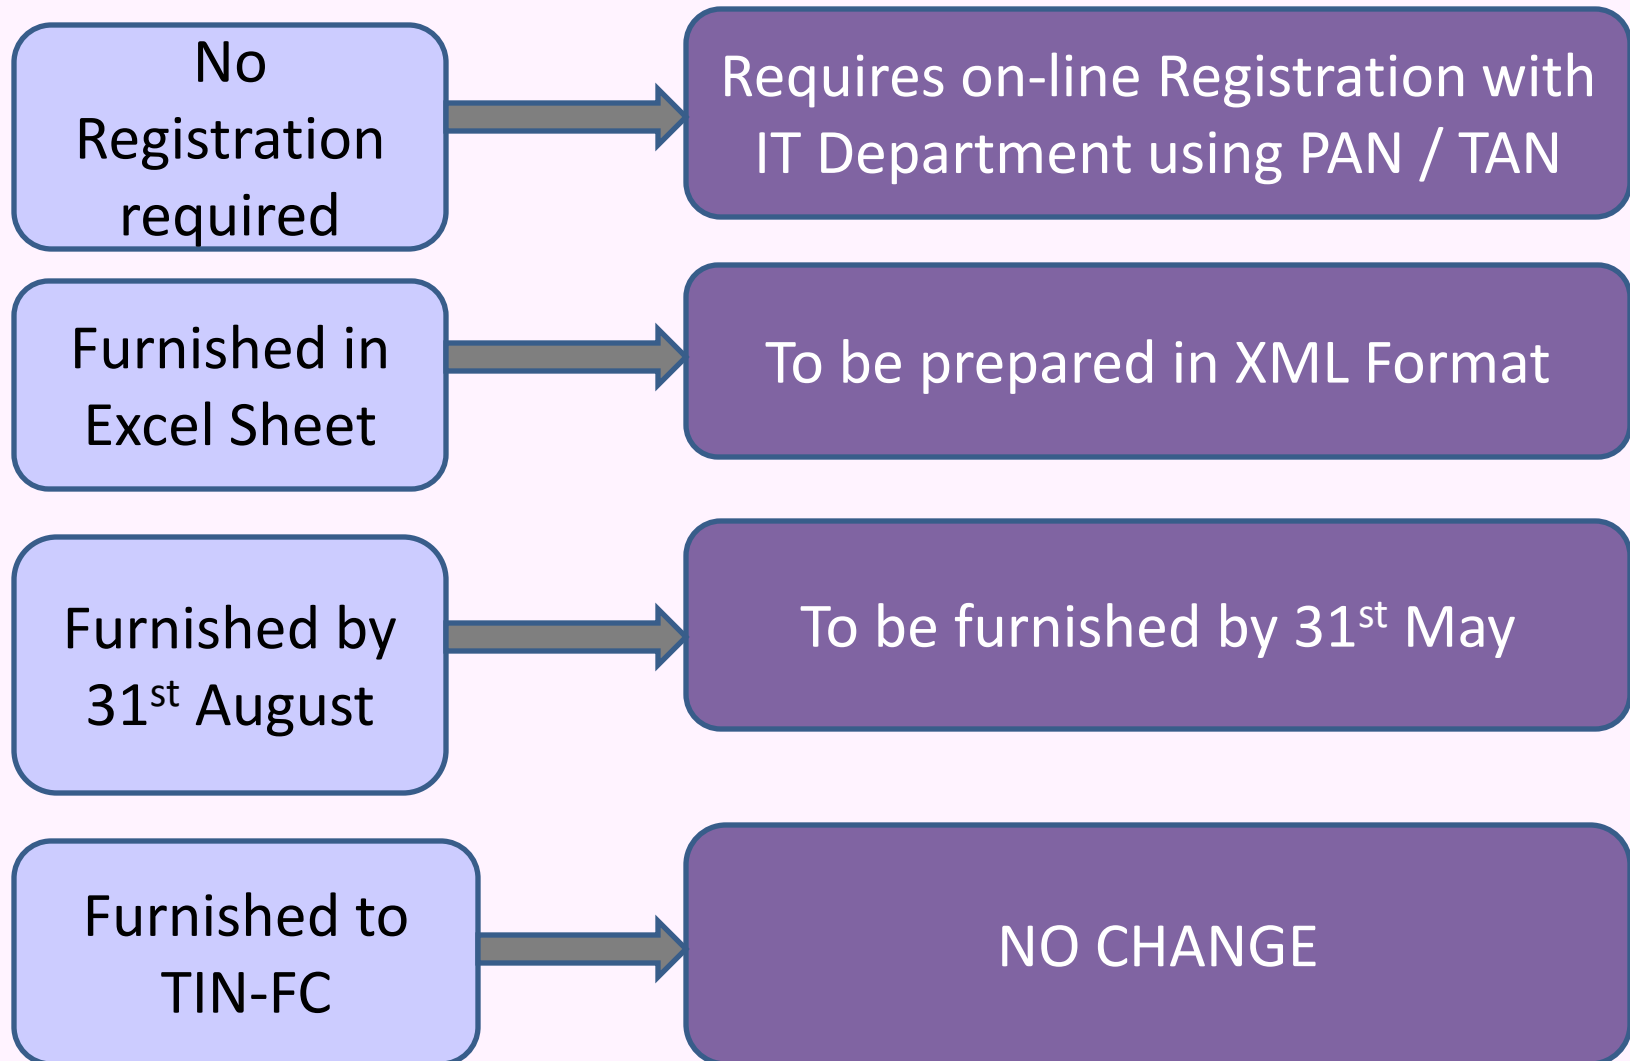 No
Registration
required
Requires on-line Registration with
IT Department using PAN / TAN
Furnished in
Excel Sheet
To be prepared in XML Format
Furnished by
31st August
To be furnished by 31st May
Furnished to
TIN-FC
NO CHANGE